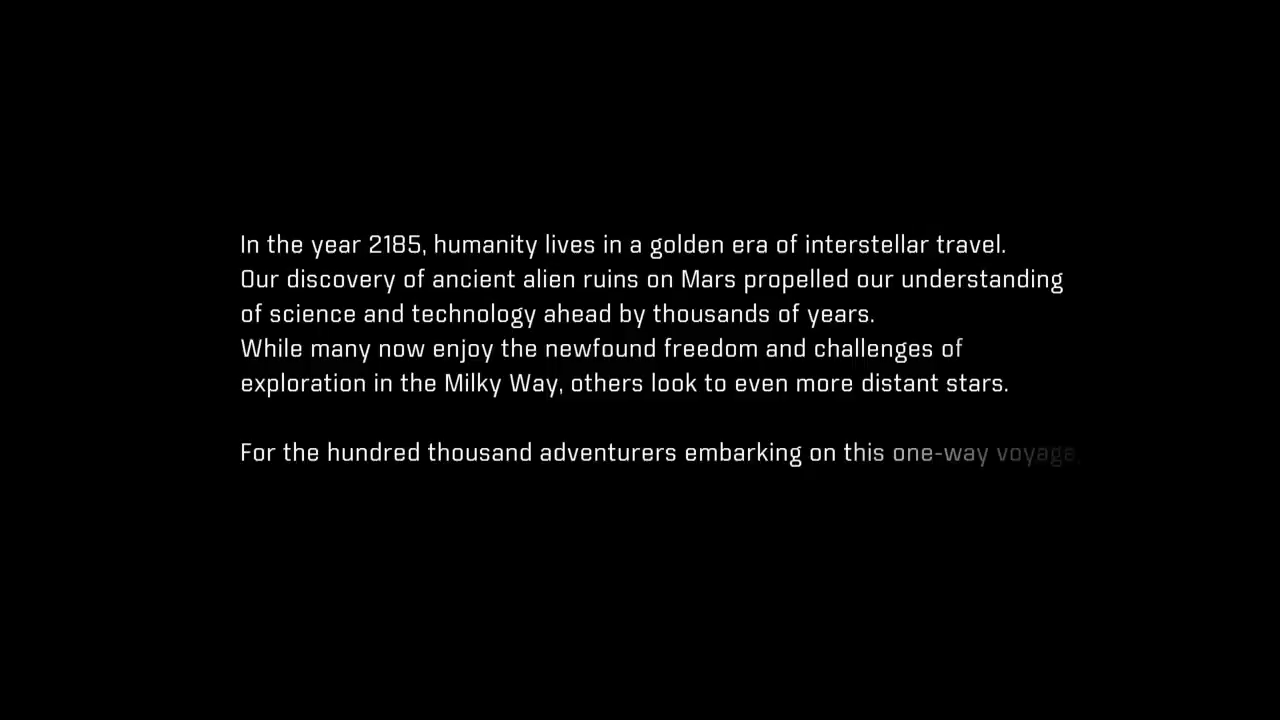 In the year 2185, humanity lives in a golden era of interstellar travel.
Our discovery of ancient alien ruins on Mars propelled our understanding
of science and technology ahead by thousands of years.
While many now enjoy the newfound freedom and challenges of
exploration in the Milky Way, others look to even more distant stars.
For the hundred thousand adventurers embarking on this one-way voyage,